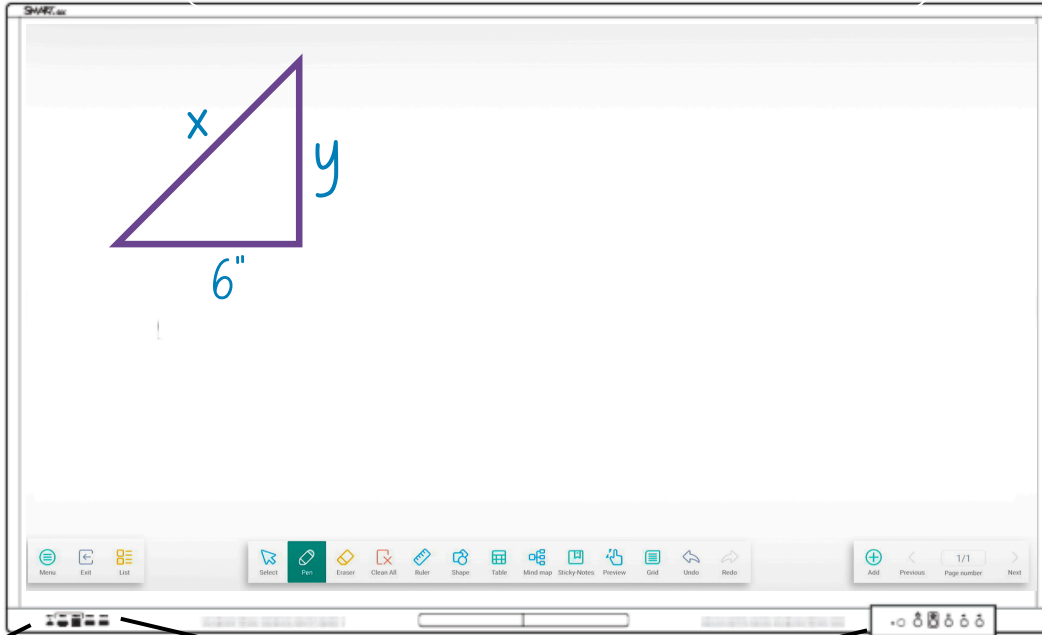 SMART
x
y
6"
Menu Exit List Select Pen Eraser Clean All Ruler Shape Table Mind map Sticky-Notes Preview Grid Undo Redo Add Previous 1/1 Page number Next